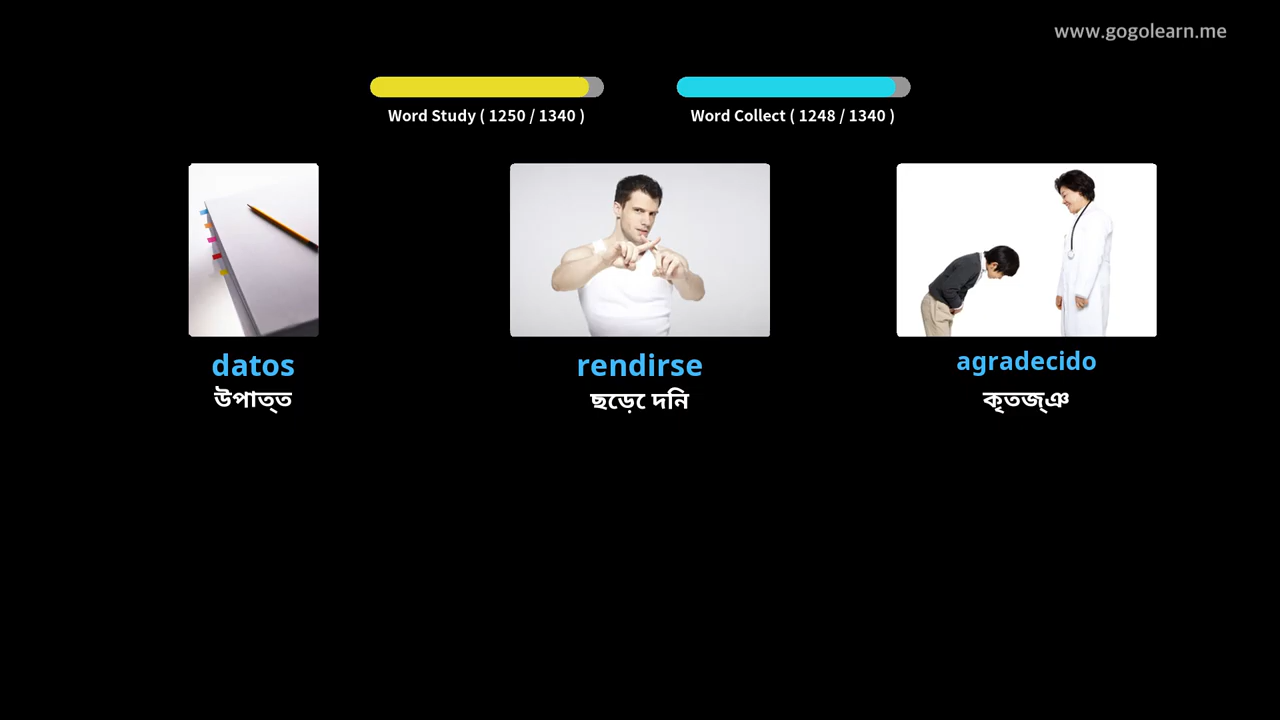 www.gogolearn.me
Word Study ( 1250 / 1340 )
Word Collect ( 1248 / 1340 )
datos
rendirse
agradecido
উপাত্ত
ছেড়ে দিন
কৃতজ্ঞ